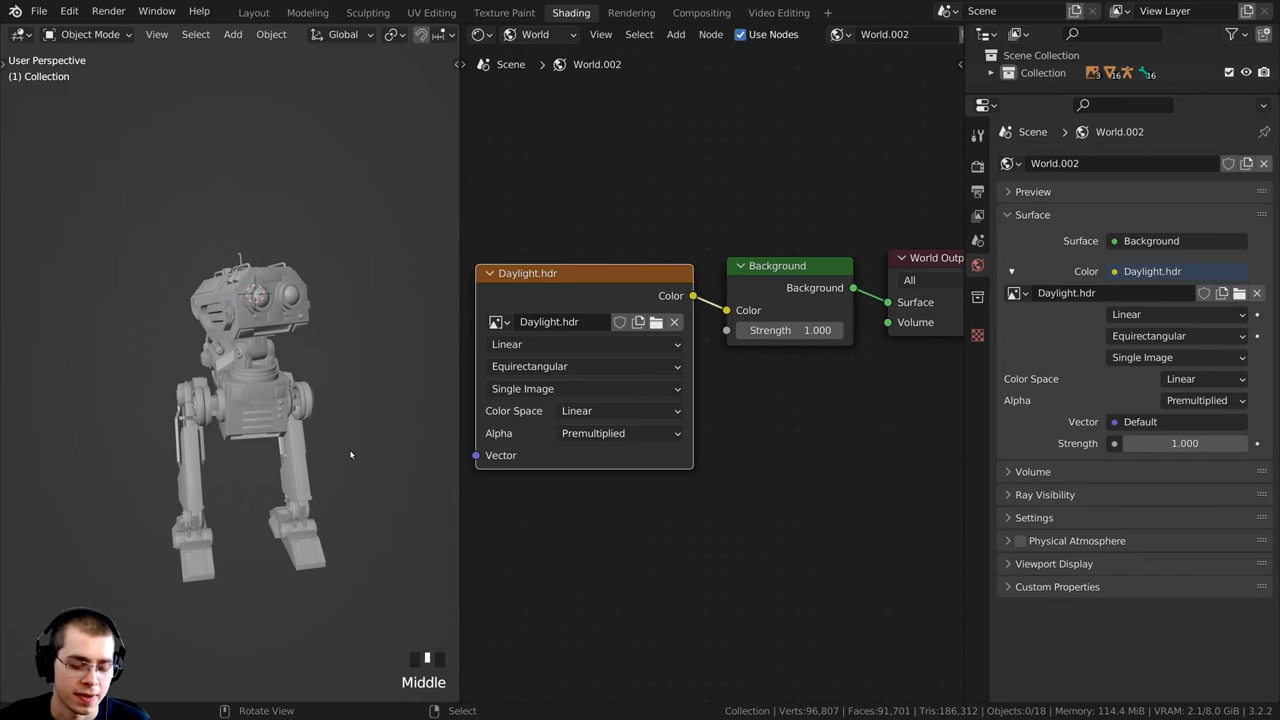 File Edit Render Window Help Layout Modeling Sculpting UV Editing Texture Paint Shading Rendering Compositing Video Editing + Scene View Layer
Object Mode View Select Add Object Global World View Select Add Node Use Nodes World.002
User Perspective
(1) Collection
Scene World.002
Scene Collection
Collection 3 16 16
Scene World.002
World.002
Preview
Surface
Surface Background
Color Daylight.hdr
Daylight.hdr
Linear
Equirectangular
Single Image
Color Space Linear
Alpha Premultiplied
Vector Default
Strength 1.000
Volume
Ray Visibility
Settings
Physical Atmosphere
Viewport Display
Custom Properties
Daylight.hdr
Color
Daylight.hdr
Linear
Equirectangular
Single Image
Color Space Linear
Alpha Premultiplied
Vector
Background
Background
Color
Strength 1.000
World Outp
All
Surface
Volume
Middle
Rotate View Select Collection | Verts:96,807 | Faces:91,701 | Tris:186,312 | Objects:0/18 | Memory: 114.4 MiB | VRAM: 2.1/8.0 GiB | 3.2.2